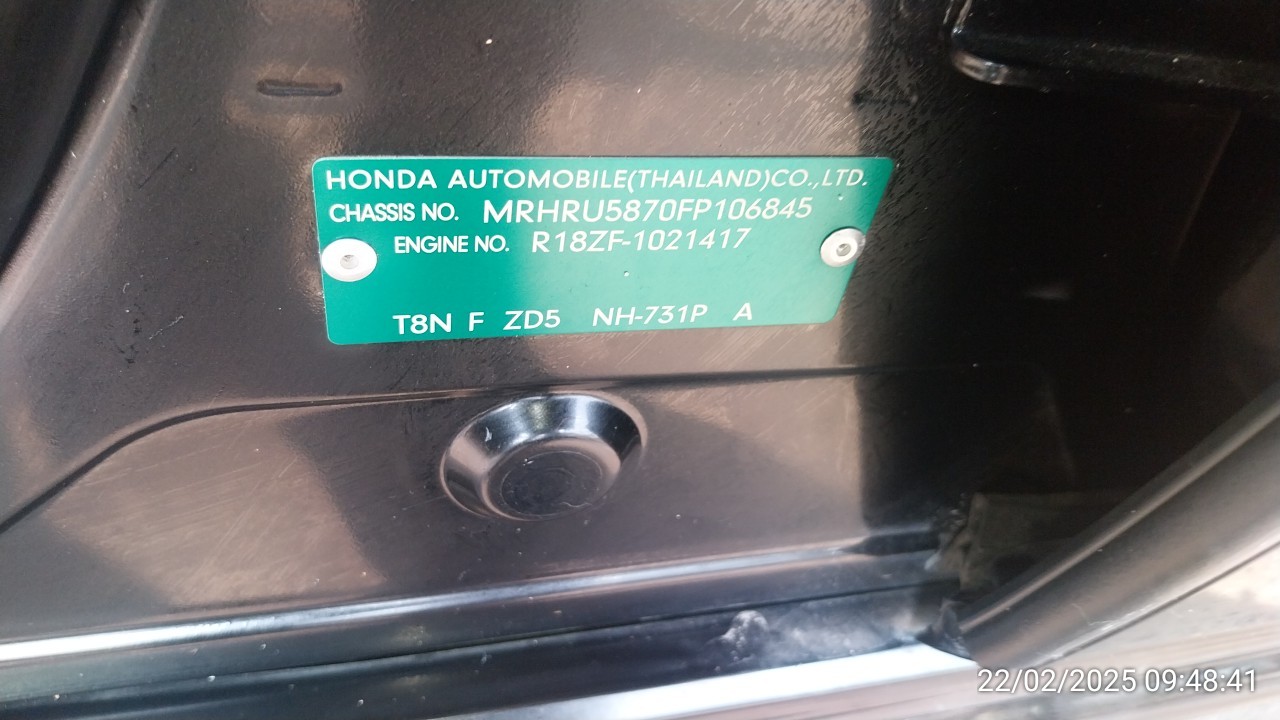 HONDA AUTOMOBILE(THAILAND)CO.,LTD.
CHASSIS NO. MRHRU5870FP106845
ENGINE NO. R18ZF-1021417
T8N F ZD5 NH-731P A
22/02/2025 09:48:41